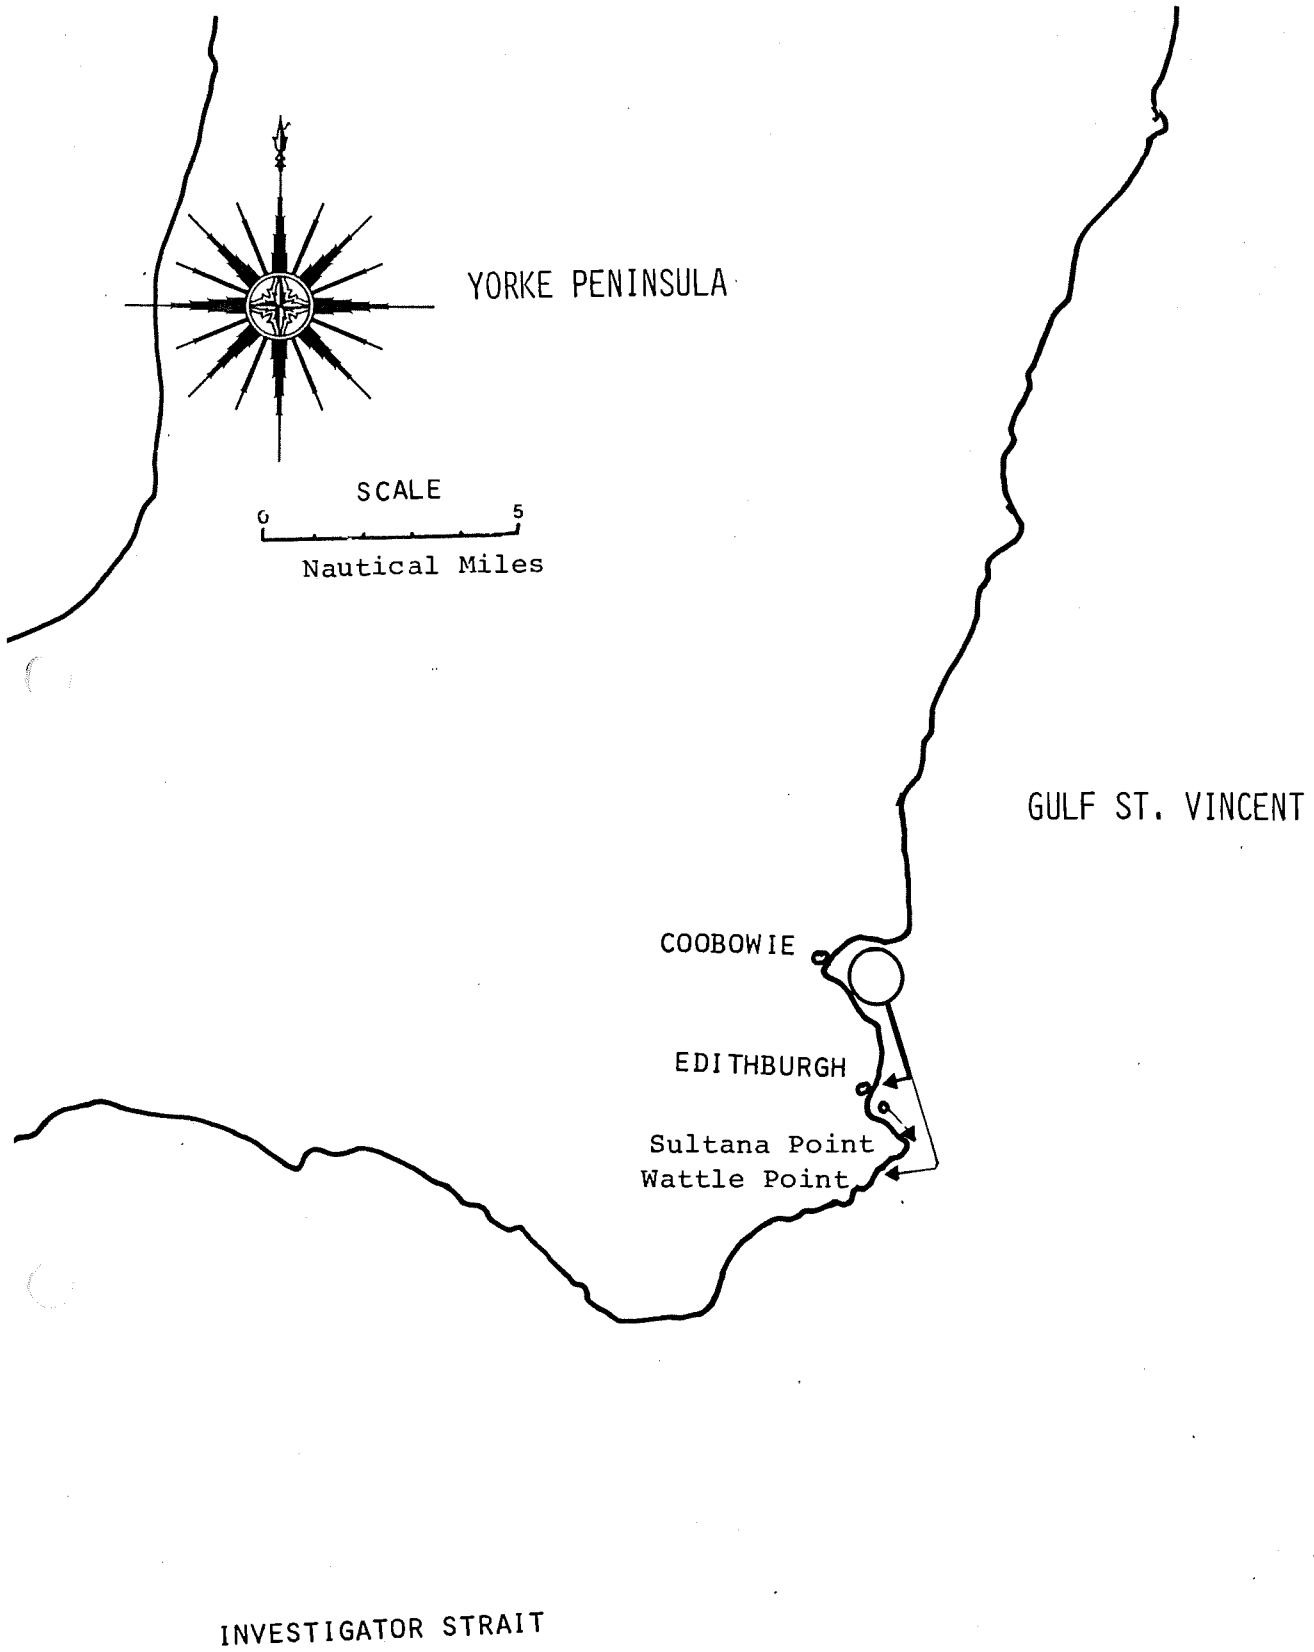 YORKE PENINSULA
SCALE
0 5
Nautical Miles
GULF ST. VINCENT
COOBOWIE
EDITHBURGH
Sultana Point
Wattle Point
INVESTIGATOR STRAIT